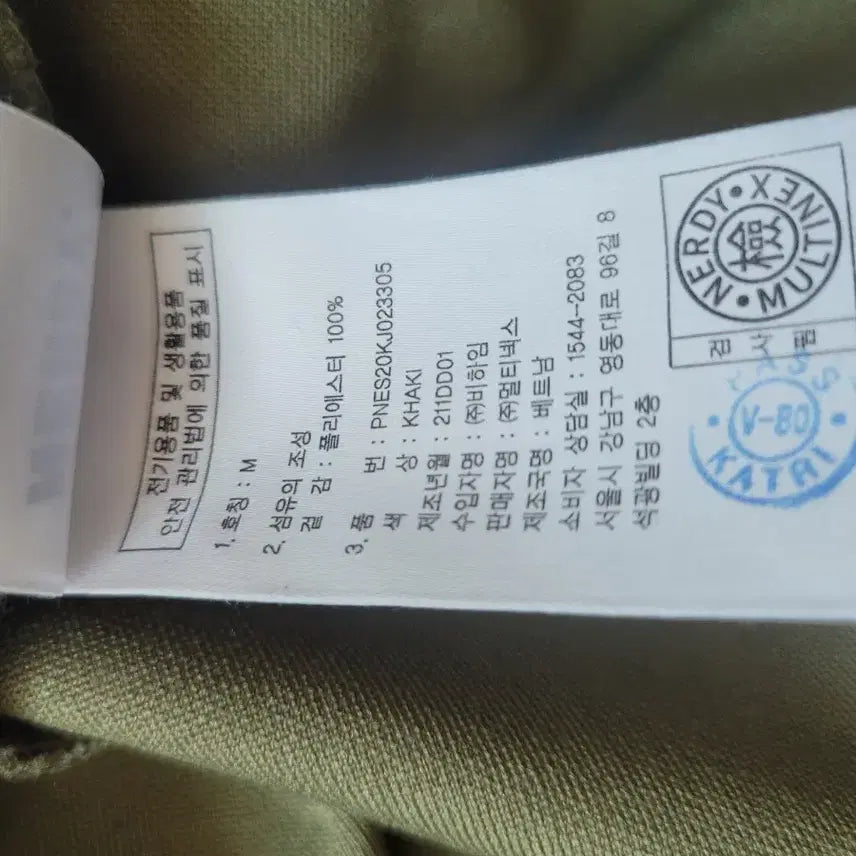 전기용품 및 생활용품
안전 관리법에 의한 품질 표시
1. 호칭 : M
2. 섬유의 조성
겉 감 : 폴리에스터 100%
3. 품 번 : PNES20KJ023305
색 상 : KHAKI
제조년월 : 211DD01
수입자명 : (주)비하임
판매자명 : (주)멀티넥스
제조국명 : 베트남
소비자 상담실 : 1544-2083
서울시 강남구 영동대로 96길 8
석광빌딩 2층
NERDY • MULTINEX •
檢
검 사 필
V-80
KATRI